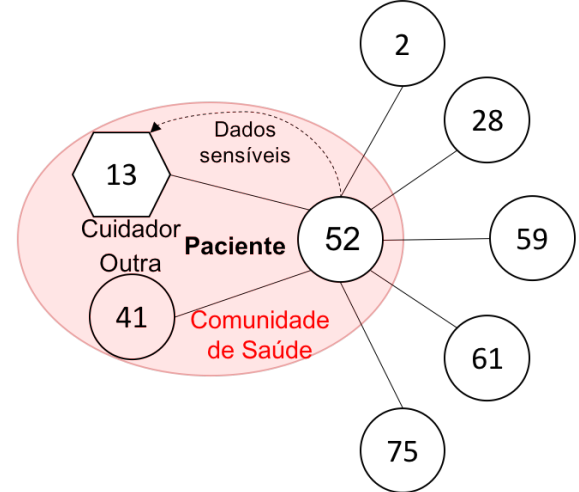 2
28
Dados
sensíveis
13
Cuidador
Paciente
52
59
Outra
41
Comunidade
de Saúde
61
75